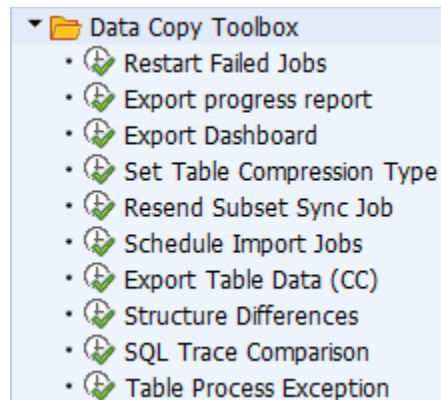 Data Copy Toolbox
Restart Failed Jobs
Export progress report
Export Dashboard
Set Table Compression Type
Resend Subset Sync Job
Schedule Import Jobs
Export Table Data (CC)
Structure Differences
SQL Trace Comparison
Table Process Exception